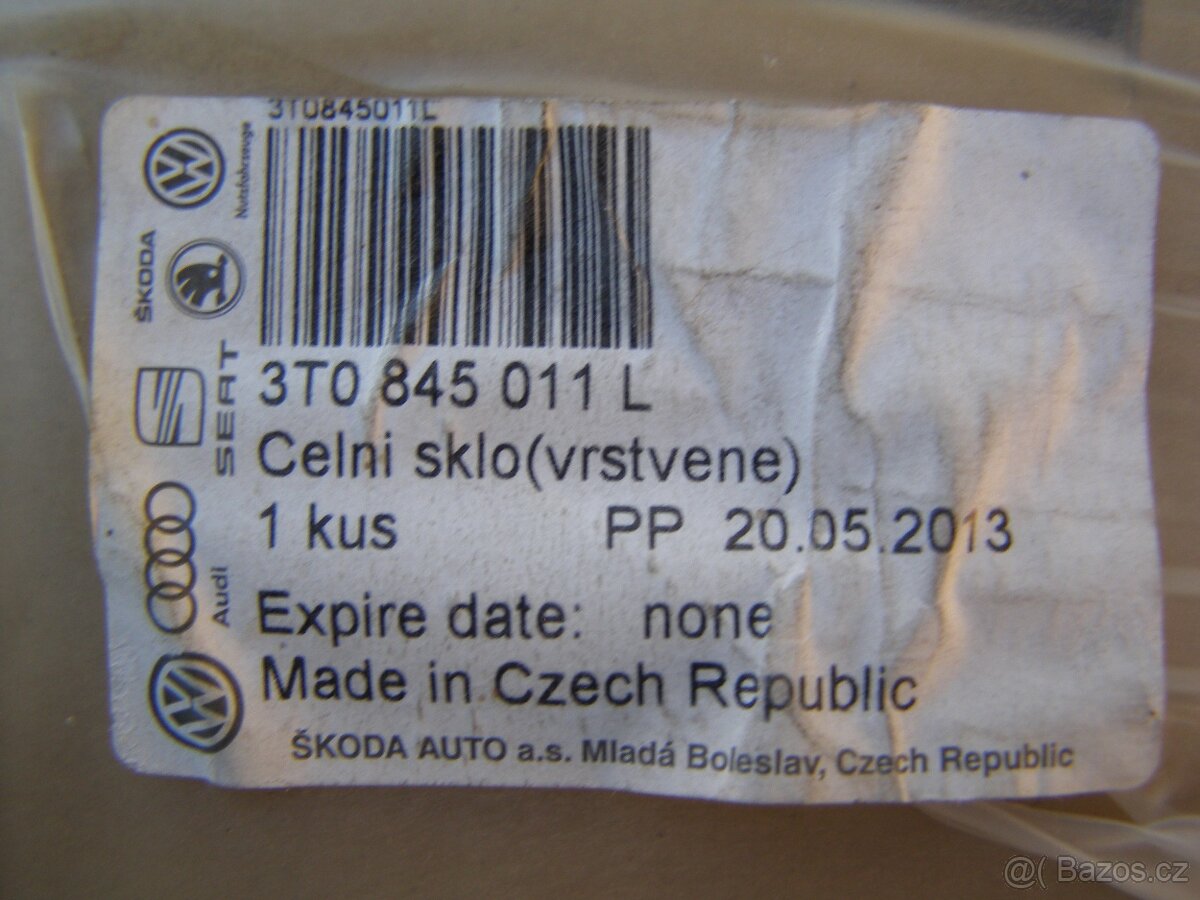 3T0845011L
Nutzfahrzeuge
ŠKODA
SEAT
Audi
3T0 845 011 L
Celni sklo(vrstvene)
1 kus PP 20.05.2013
Expire date: none
Made in Czech Republic
ŠKODA AUTO a.s. Mladá Boleslav, Czech Republic
@( Bazos.cz